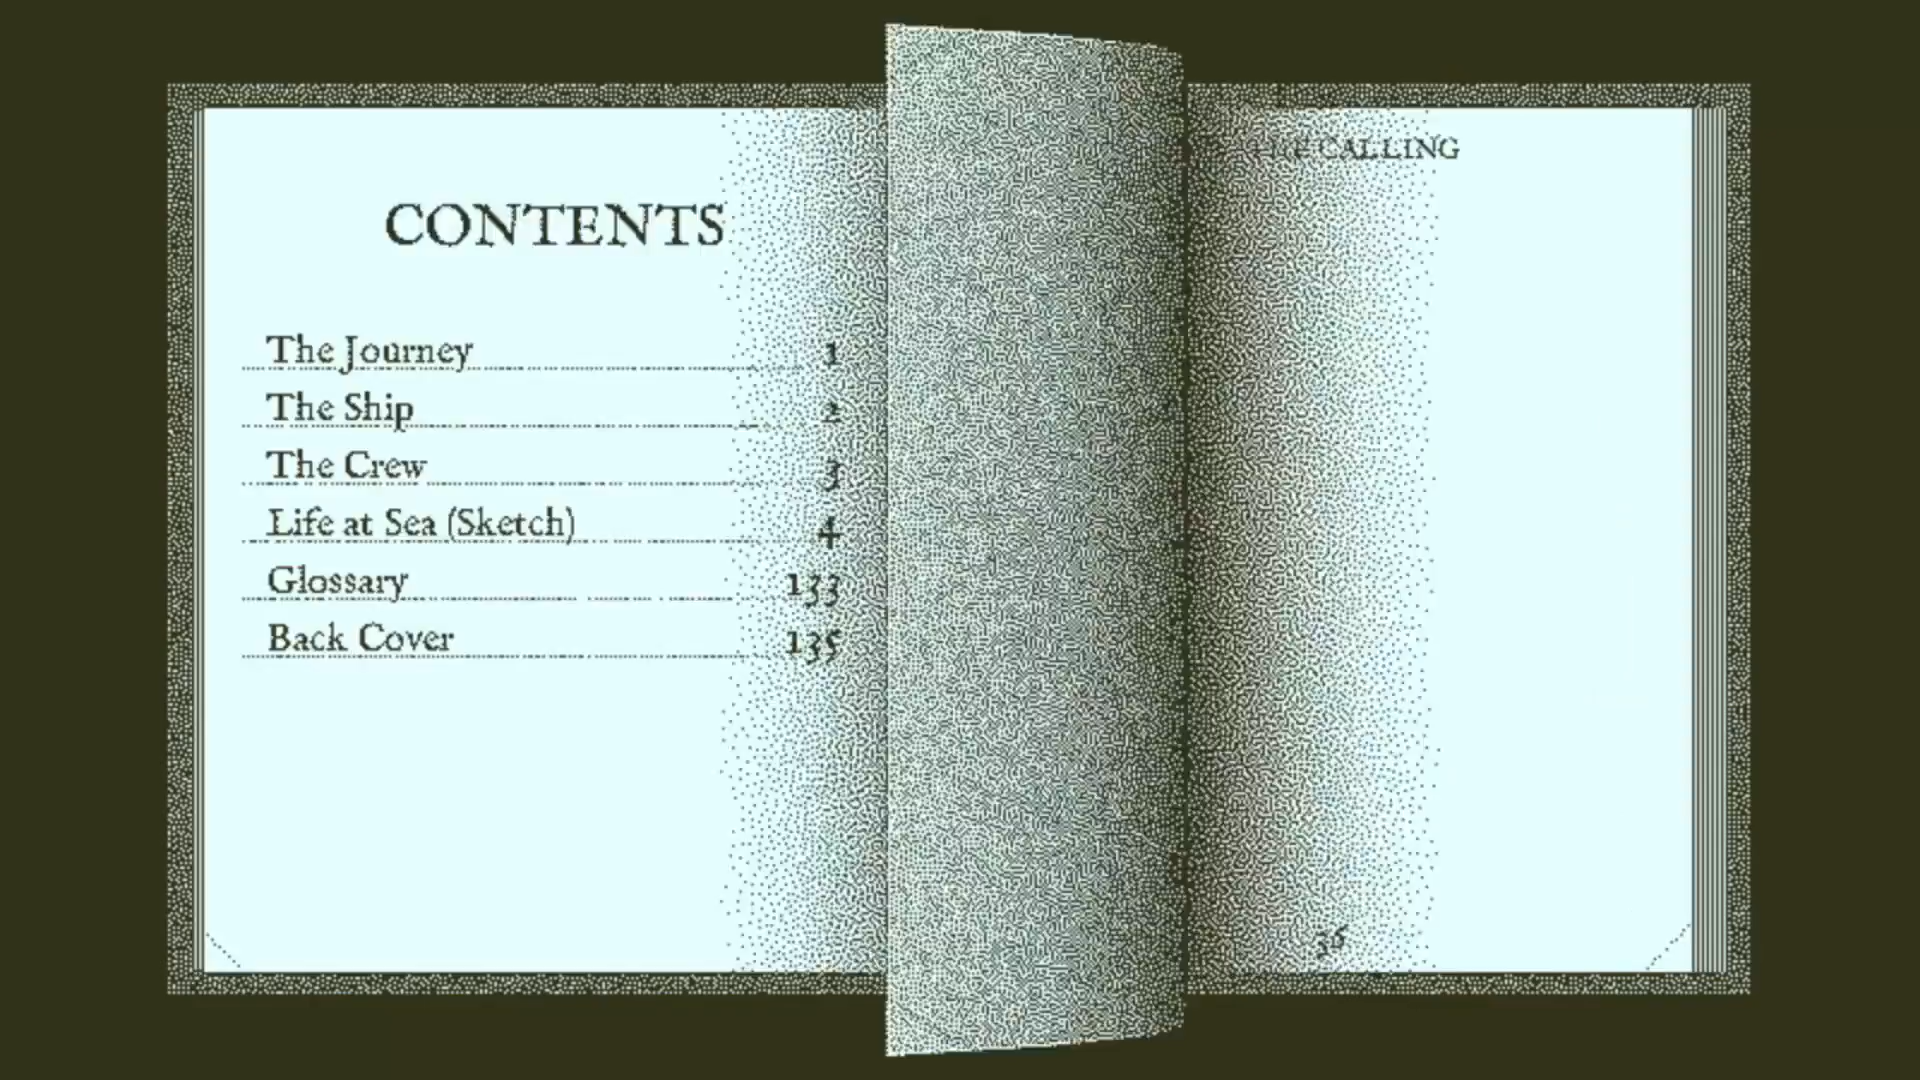 CONTENTS
The Journey 1
The Ship 2
The Crew 3
Life at Sea (Sketch) 4
Glossary 133
Back Cover 135
THE CALLING
36